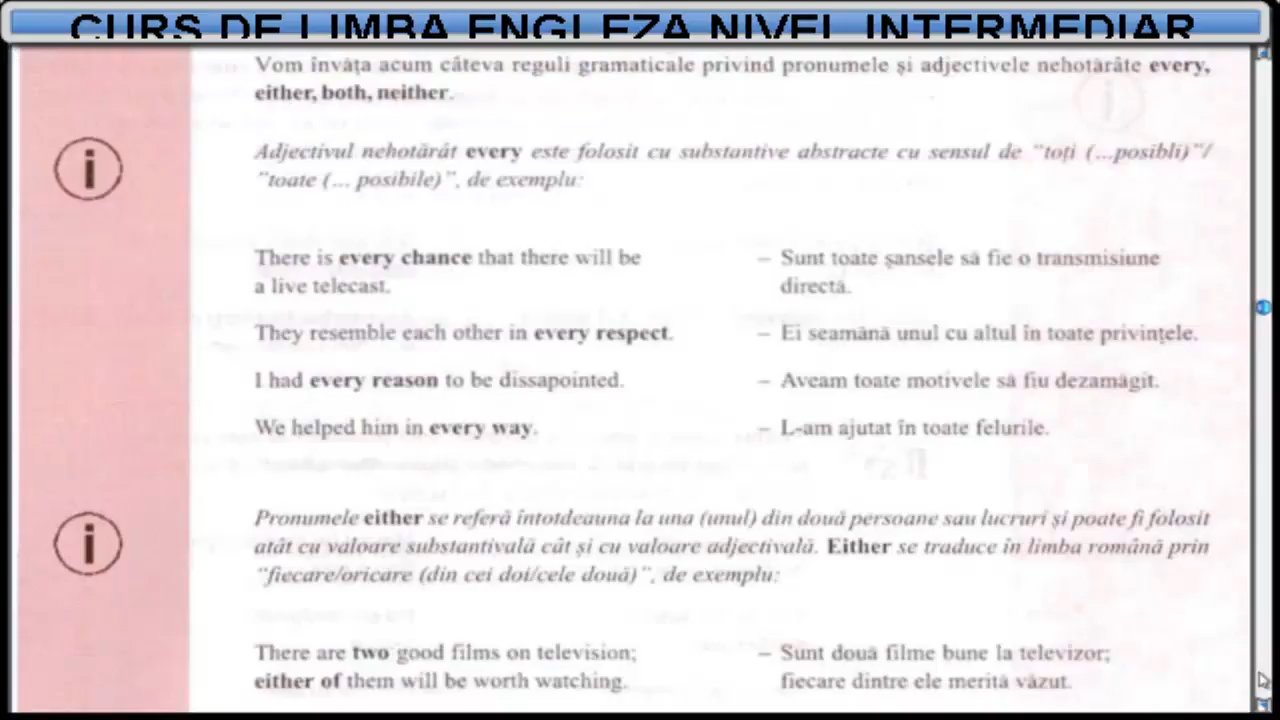 CURS DE LIMBA ENGLEZA NIVEL INTERMEDIAR
Vom învăţa acum câteva reguli gramaticale privind pronumele şi adjectivele nehotărâte every,
either, both, neither.
i
Adjectivul nehotărât every este folosit cu substantive abstracte cu sensul de “toţi (...posibli)”/
“toate (... posibile)”, de exemplu:
There is every chance that there will be – Sunt toate şansele să fie o transmisiune
a live telecast. directă.
They resemble each other in every respect. – Ei seamănă unul cu altul în toate privinţele.
I had every reason to be dissapointed. – Aveam toate motivele să fiu dezamăgit.
We helped him in every way. – L-am ajutat în toate felurile.
i
Pronumele either se referă întotdeauna la una (unul) din două persoane sau lucruri şi poate fi folosit
atât cu valoare substantivală cât şi cu valoare adjectivală. Either se traduce în limba română prin
“fiecare/oricare (din cei doi/cele două)”, de exemplu:
There are two good films on television; – Sunt două filme bune la televizor;
either of them will be worth watching. fiecare dintre ele merită văzut.